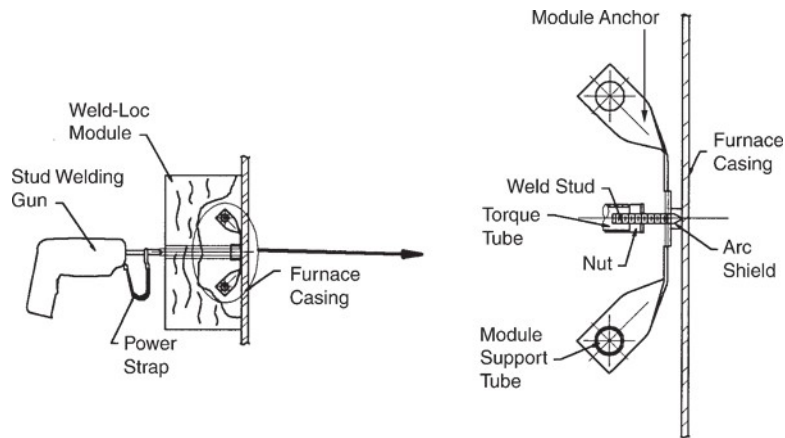 Weld-Loc
Module
Stud Welding
Gun
Power
Strap
Furnace
Casing
Module Anchor
Furnace
Casing
Weld Stud
Torque
Tube
Nut
Arc
Shield
Module
Support
Tube